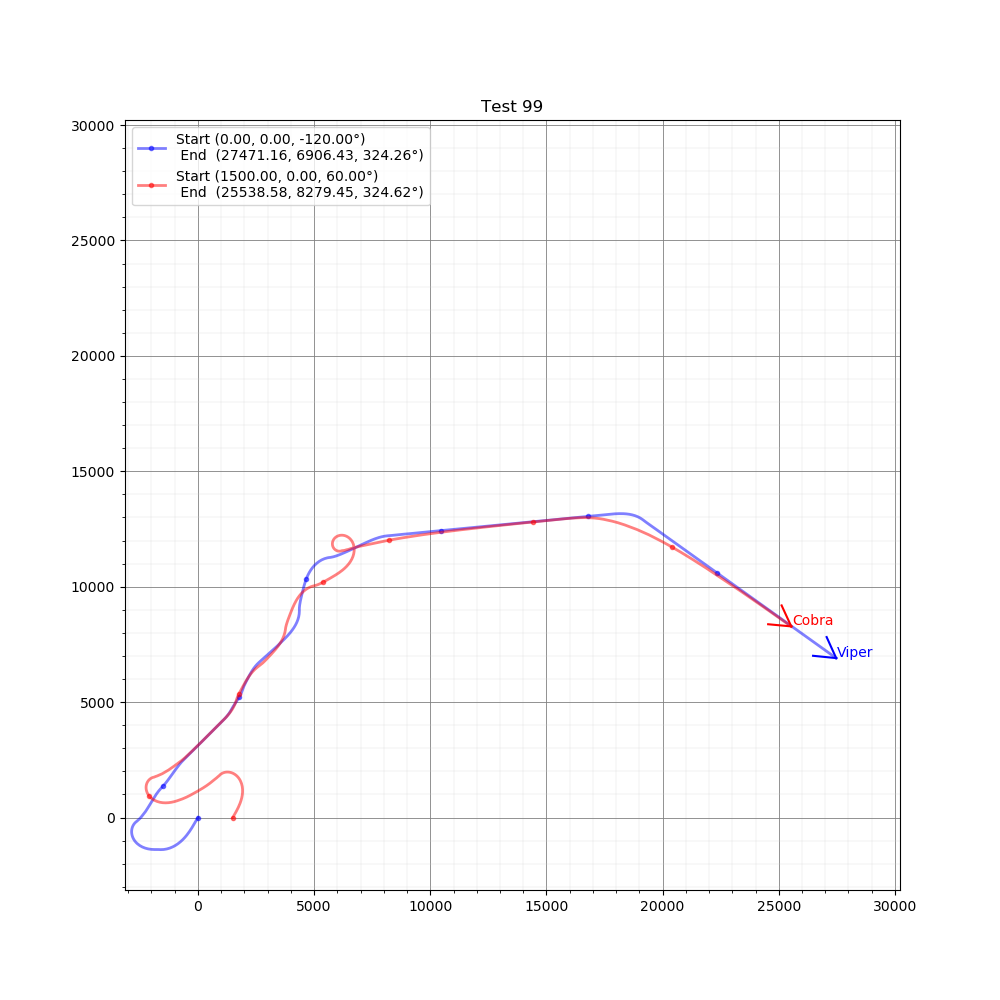 Test 99
Start (0.00, 0.00, -120.00°)
End (27471.16, 6906.43, 324.26°)
Start (1500.00, 0.00, 60.00°)
End (25538.58, 8279.45, 324.62°)
30000
25000
20000
15000
10000
5000
0
Cobra
Viper
0 5000 10000 15000 20000 25000 30000